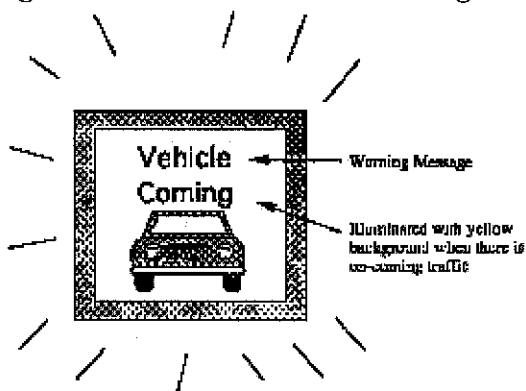 Vehicle
Coming
Warning Message
Illuminated with yellow
background when there is
on-coming traffic